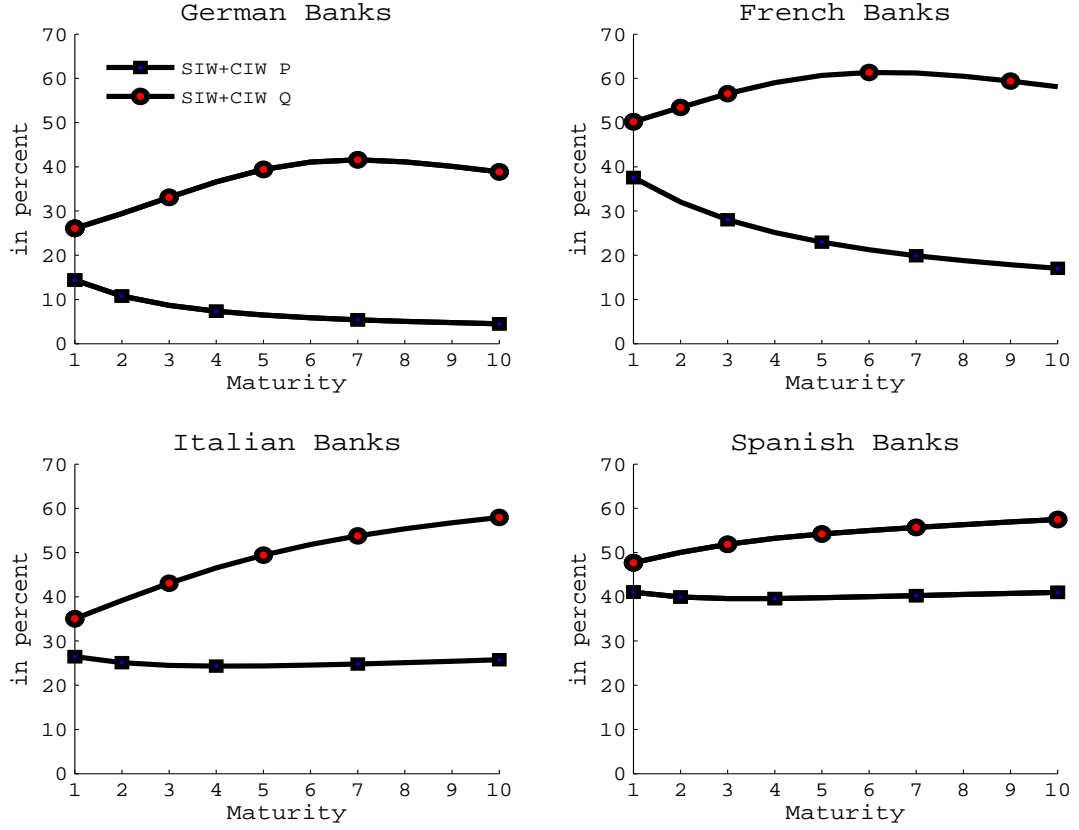 German Banks
70
60
50
40
30
20
10
0
in percent
SIW+CIW P
SIW+CIW Q
1 2 3 4 5 6 7 8 9 10
Maturity
French Banks
70
60
50
40
30
20
10
0
in percent
1 2 3 4 5 6 7 8 9 10
Maturity
Italian Banks
70
60
50
40
30
20
10
0
in percent
1 2 3 4 5 6 7 8 9 10
Maturity
Spanish Banks
70
60
50
40
30
20
10
0
in percent
1 2 3 4 5 6 7 8 9 10
Maturity